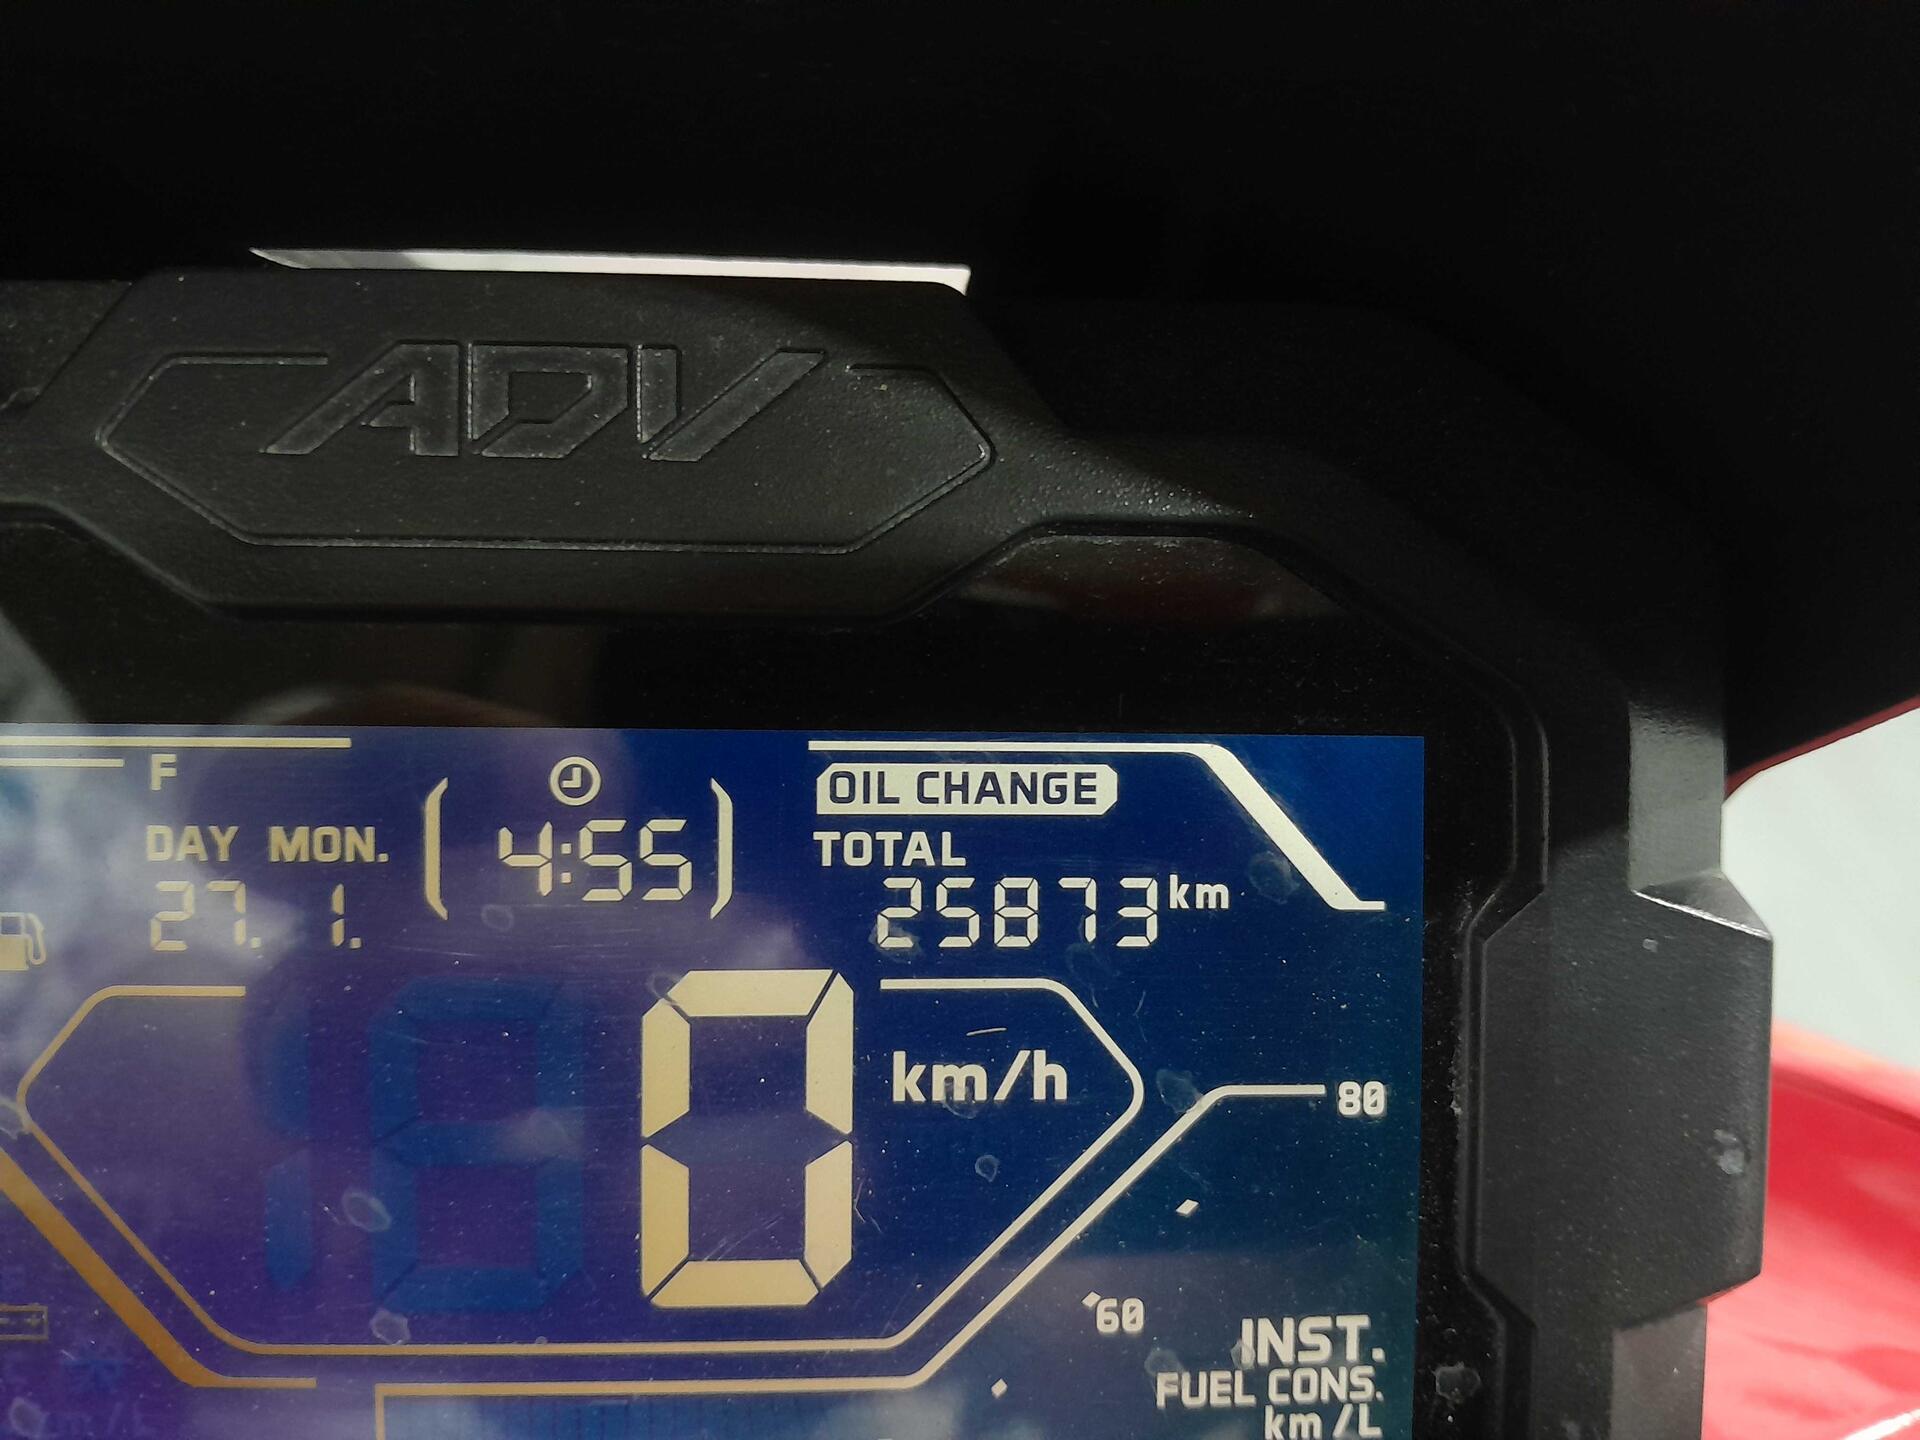 ADV
F
OIL CHANGE
DAY MON.
4:55
TOTAL
27. 1.
25873 km
0 km/h
80
60
INST.
FUEL CONS.
km/L